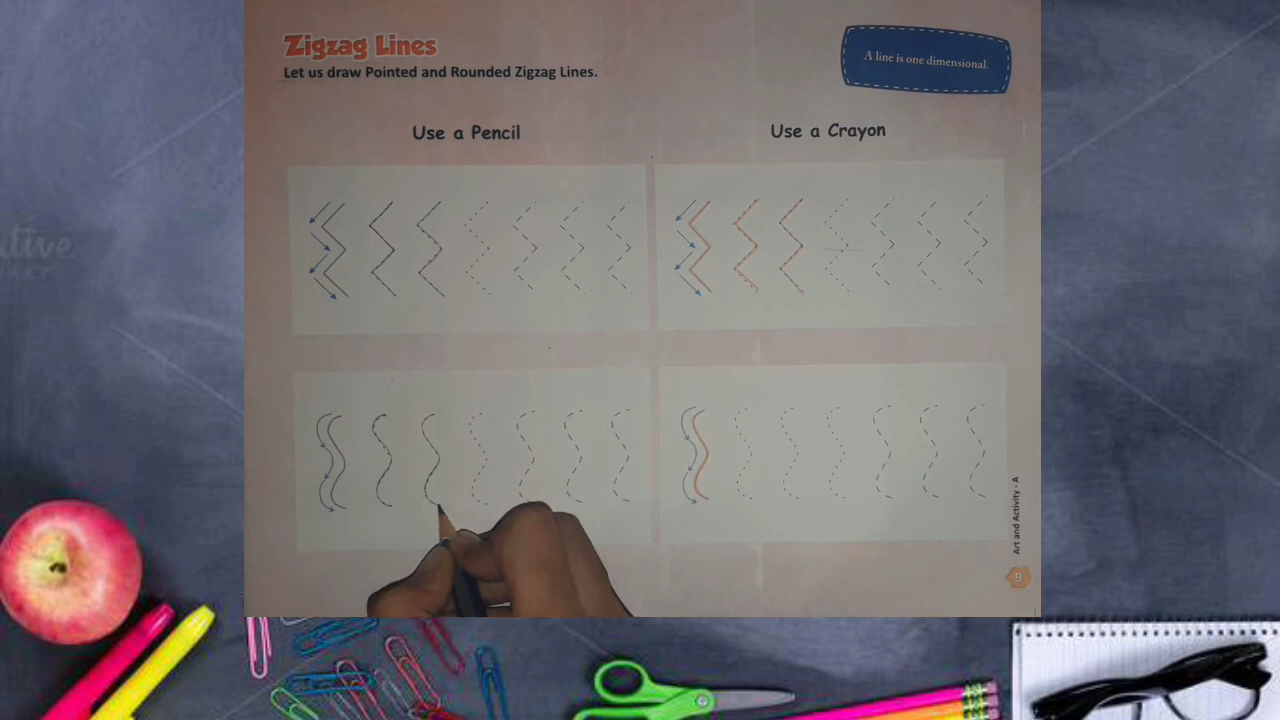 Zigzag Lines
Let us draw Pointed and Rounded Zigzag Lines.
A line is one dimensional.
Use a Pencil
Use a Crayon
Art and Activity - A
9